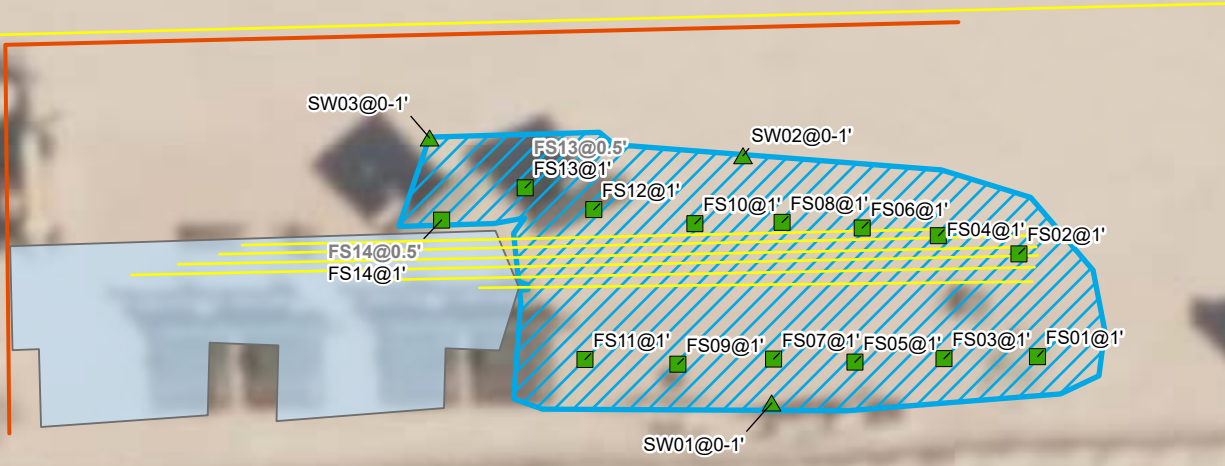 SW03@0-1'
SW02@0-1'
FS13@0.5'
FS13@1'
FS12@1'
FS10@1'
FS08@1'
FS06@1'
FS04@1'
FS02@1'
FS14@0.5'
FS14@1'
FS11@1'
FS09@1'
FS07@1'
FS05@1'
FS03@1'
FS01@1'
SW01@0-1'